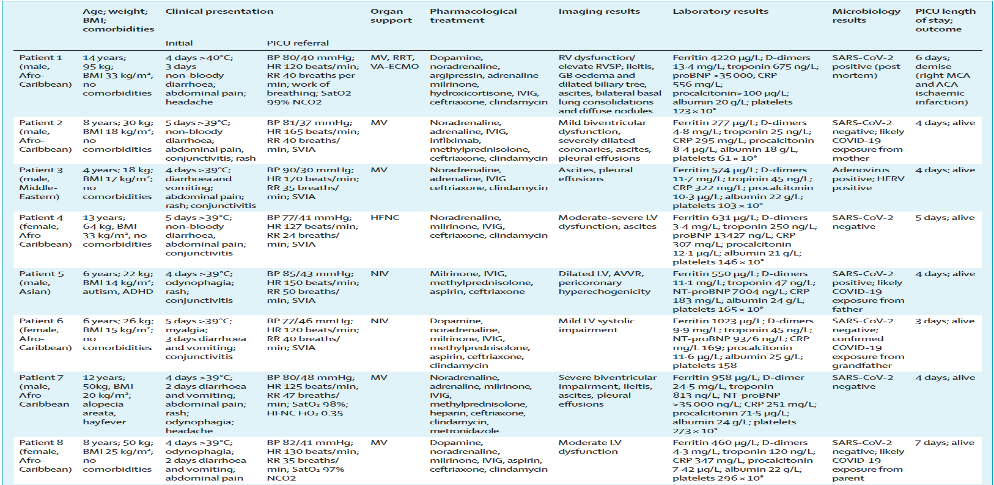 Age; weight; BMI; comorbidities
Clinical presentation
Organ support
Pharmacological treatment
Imaging results
Laboratory results
Microbiology results
PICU length of stay; outcome
Initial
PICU referral
Patient 1 (male, Afro-Caribbean)
14 years; 95 kg; BMI 33 kg/m²; no comorbidities
4 days >40°C; 3 days non-bloody diarrhoea; abdominal pain; headache
BP 80/40 mmHg; HR 120 beats/min; RR 40 breaths per min; work of breathing; SatO2 99% NCO2
MV, RRT, VA-ECMO
Dopamine, noradrenaline, argipressin, adrenaline milrinone, hydroxicortisone, IVIG, ceftriaxone, clindamycin
RV dysfunction/ elevate RVSP; ileitis, GB oedema and dilated biliary tree, ascites, bilateral basal lung consolidations and diffuse nodules
Ferritin 4220 µg/L; D-dimers 13·4 mg/L; troponin 675 ng/L; proBNP >35 000; CRP 556 mg/L; procalcitonin>100 µg/L; albumin 20 g/L; platelets 123 × 10⁹
SARS-CoV-2 positive (post mortem)
6 days; demise (right MCA and ACA ischaemic infarction)
Patient 2 (male, Afro-Caribbean)
8 years; 30 kg; BMI 18 kg/m²; no comorbidities
5 days >39°C; non-bloody diarrhoea; abdominal pain; conjunctivitis; rash
BP 81/37 mmHg; HR 165 beats/min; RR 40 breaths/ min; SVIA
MV
Noradrenaline, adrenaline, IVIG, infliximab, methylprednisolone, ceftriaxone, clindamycin
Mild biventricular dysfunction, severely dilated coronaries, ascites, pleural effusions
Ferritin 277 µg/L; D-dimers 4·8 mg/L; troponin 25 ng/L; CRP 295 mg/L; procalcitonin 8·4 µg/L; albumin 18 g/L; platelets 61 × 10⁹
SARS-CoV-2 negative; likely COVID-19 exposure from mother
4 days; alive
Patient 3 (male, Middle-Eastern)
4 years; 18 kg; BMI 17 kg/m²; no comorbidities
4 days >39°C; diarrhoea and vomiting; abdominal pain; rash; conjunctivitis
BP 90/30 mmHg; HR 170 beats/min; RR 35 breaths/ min; SVIA
MV
Noradrenaline, adrenaline, IVIG ceftriaxone, clindamycin
Ascites, pleural effusions
Ferritin 574 µg/L; D-dimers 11·7 mg/L; tropinin 45 ng/L; CRP 322 mg/L; procalcitonin 10·3 µg/L; albumin 22 g/L; platelets 103 × 10⁹
Adenovirus positive; HERV positive
4 days; alive
Patient 4 (female, Afro-Caribbean)
13 years; 64 kg; BMI 33 kg/m²; no comorbidities
5 days >39°C; non-bloody diarrhoea; abdominal pain; conjunctivitis
BP 77/41 mmHg; HR 127 beats/min; RR 24 breaths/ min; SVIA
HFNC
Noradrenaline, milrinone, IVIG, ceftriaxone, clindamycin
Moderate-severe LV dysfunction; ascites
Ferritin 631 µg/L; D-dimers 3·4 mg/L; troponin 250 ng/L; proBNP 13427 ng/L; CRP 307 mg/L; procalcitonin 12·1 µg/L; albumin 21 g/L; platelets 146 × 10⁹
SARS-CoV-2 negative
5 days; alive
Patient 5 (male, Asian)
6 years; 22 kg; BMI 14 kg/m²; autism, ADHD
4 days >39°C; odynophagia; rash; conjunctivitis
BP 85/43 mmHg; HR 150 beats/min; RR 50 breaths/ min; SVIA
NIV
Milrinone, IVIG, methylprednisolone, aspirin, ceftriaxone
Dilated LV, AVVR, pericoronary hyperechogenicity
Ferritin 550 µg/L; D-dimers 11·1 mg/L; troponin 47 ng/L; NT-proBNP 7004 ng/L; CRP 183 mg/L; albumin 24 g/L; platelets 165 × 10⁹
SARS-CoV-2 positive; likely COVID-19 exposure from father
4 days; alive
Patient 6 (female, Afro-Caribbean)
6 years; 26 kg; BMI 15 kg/m²; no comorbidities
5 days >39°C; myalgia; 3 days diarrhoea and vomiting; conjunctivitis
BP 77/46 mmHg; HR 120 beats/min; RR 40 breaths/ min; SVIA
NIV
Dopamine, noradrenaline, milrinone, IVIG, methylprednisolone, aspirin, ceftriaxone, clindamycin
Mild LV systolic impairment
Ferritin 1023 µg/L; D-dimers 9·9 mg/L; troponin 45 ng/L; NT-proBNP 9376 ng/L; CRP mg/L 169; procalcitonin 11·6 µg/L; albumin 25 g/L; platelets 158
SARS-CoV-2 negative; confirmed COVID-19 exposure from grandfather
3 days; alive
Patient 7 (male, Afro-Caribbean
12 years; 50kg; BMI 20 kg/m²; alopecia areata, hayfever
4 days >39°C; 2 days diarrhoea and vomiting; abdominal pain; rash; odynophagia; headache
BP 80/48 mmHg; HR 125 beats/min; RR 47 breaths/ min; SatO2 98%; HFNC FiO2 0.35
MV
Noradrenaline, adrenaline, milrinone, IVIG, methylprednisolone, heparin, ceftriaxone, clindamycin, metronidazole
Severe biventricular impairment, ileitis, ascites, pleural effusions
Ferritin 958 µg/L; D-dimer 24·5 mg/L; troponin 813 ng/L; NT-proBNP >35 000 ng/L; CRP 251 mg/L; procalcitonin 71·5 µg/L; albumin 24 g/L; platelets 273 × 10⁹
SARS-CoV-2 negative
4 days; alive
Patient 8 (female, Afro-Caribbean)
8 years; 50 kg; BMI 25 kg/m²; no comorbidities
4 days >39°C; odynophagia; 2 days diarrhoea and vomiting; abdominal pain
BP 82/41 mmHg; HR 130 beats/min; RR 35 breaths/ min; SatO2 97% NCO2
MV
Dopamine, noradrenaline, milrinone, IVIG, aspirin, ceftriaxone, clindamycin
Moderate LV dysfunction
Ferritin 460 µg/L; D-dimers 4·3 mg/L; troponin 120 ng/L; CRP 347 mg/L; procalcitonin 7·42 µg/L; albumin 22 g/L; platelets 296 × 10⁹
SARS-CoV-2 negative; likely COVID-19 exposure from parent
7 days; alive